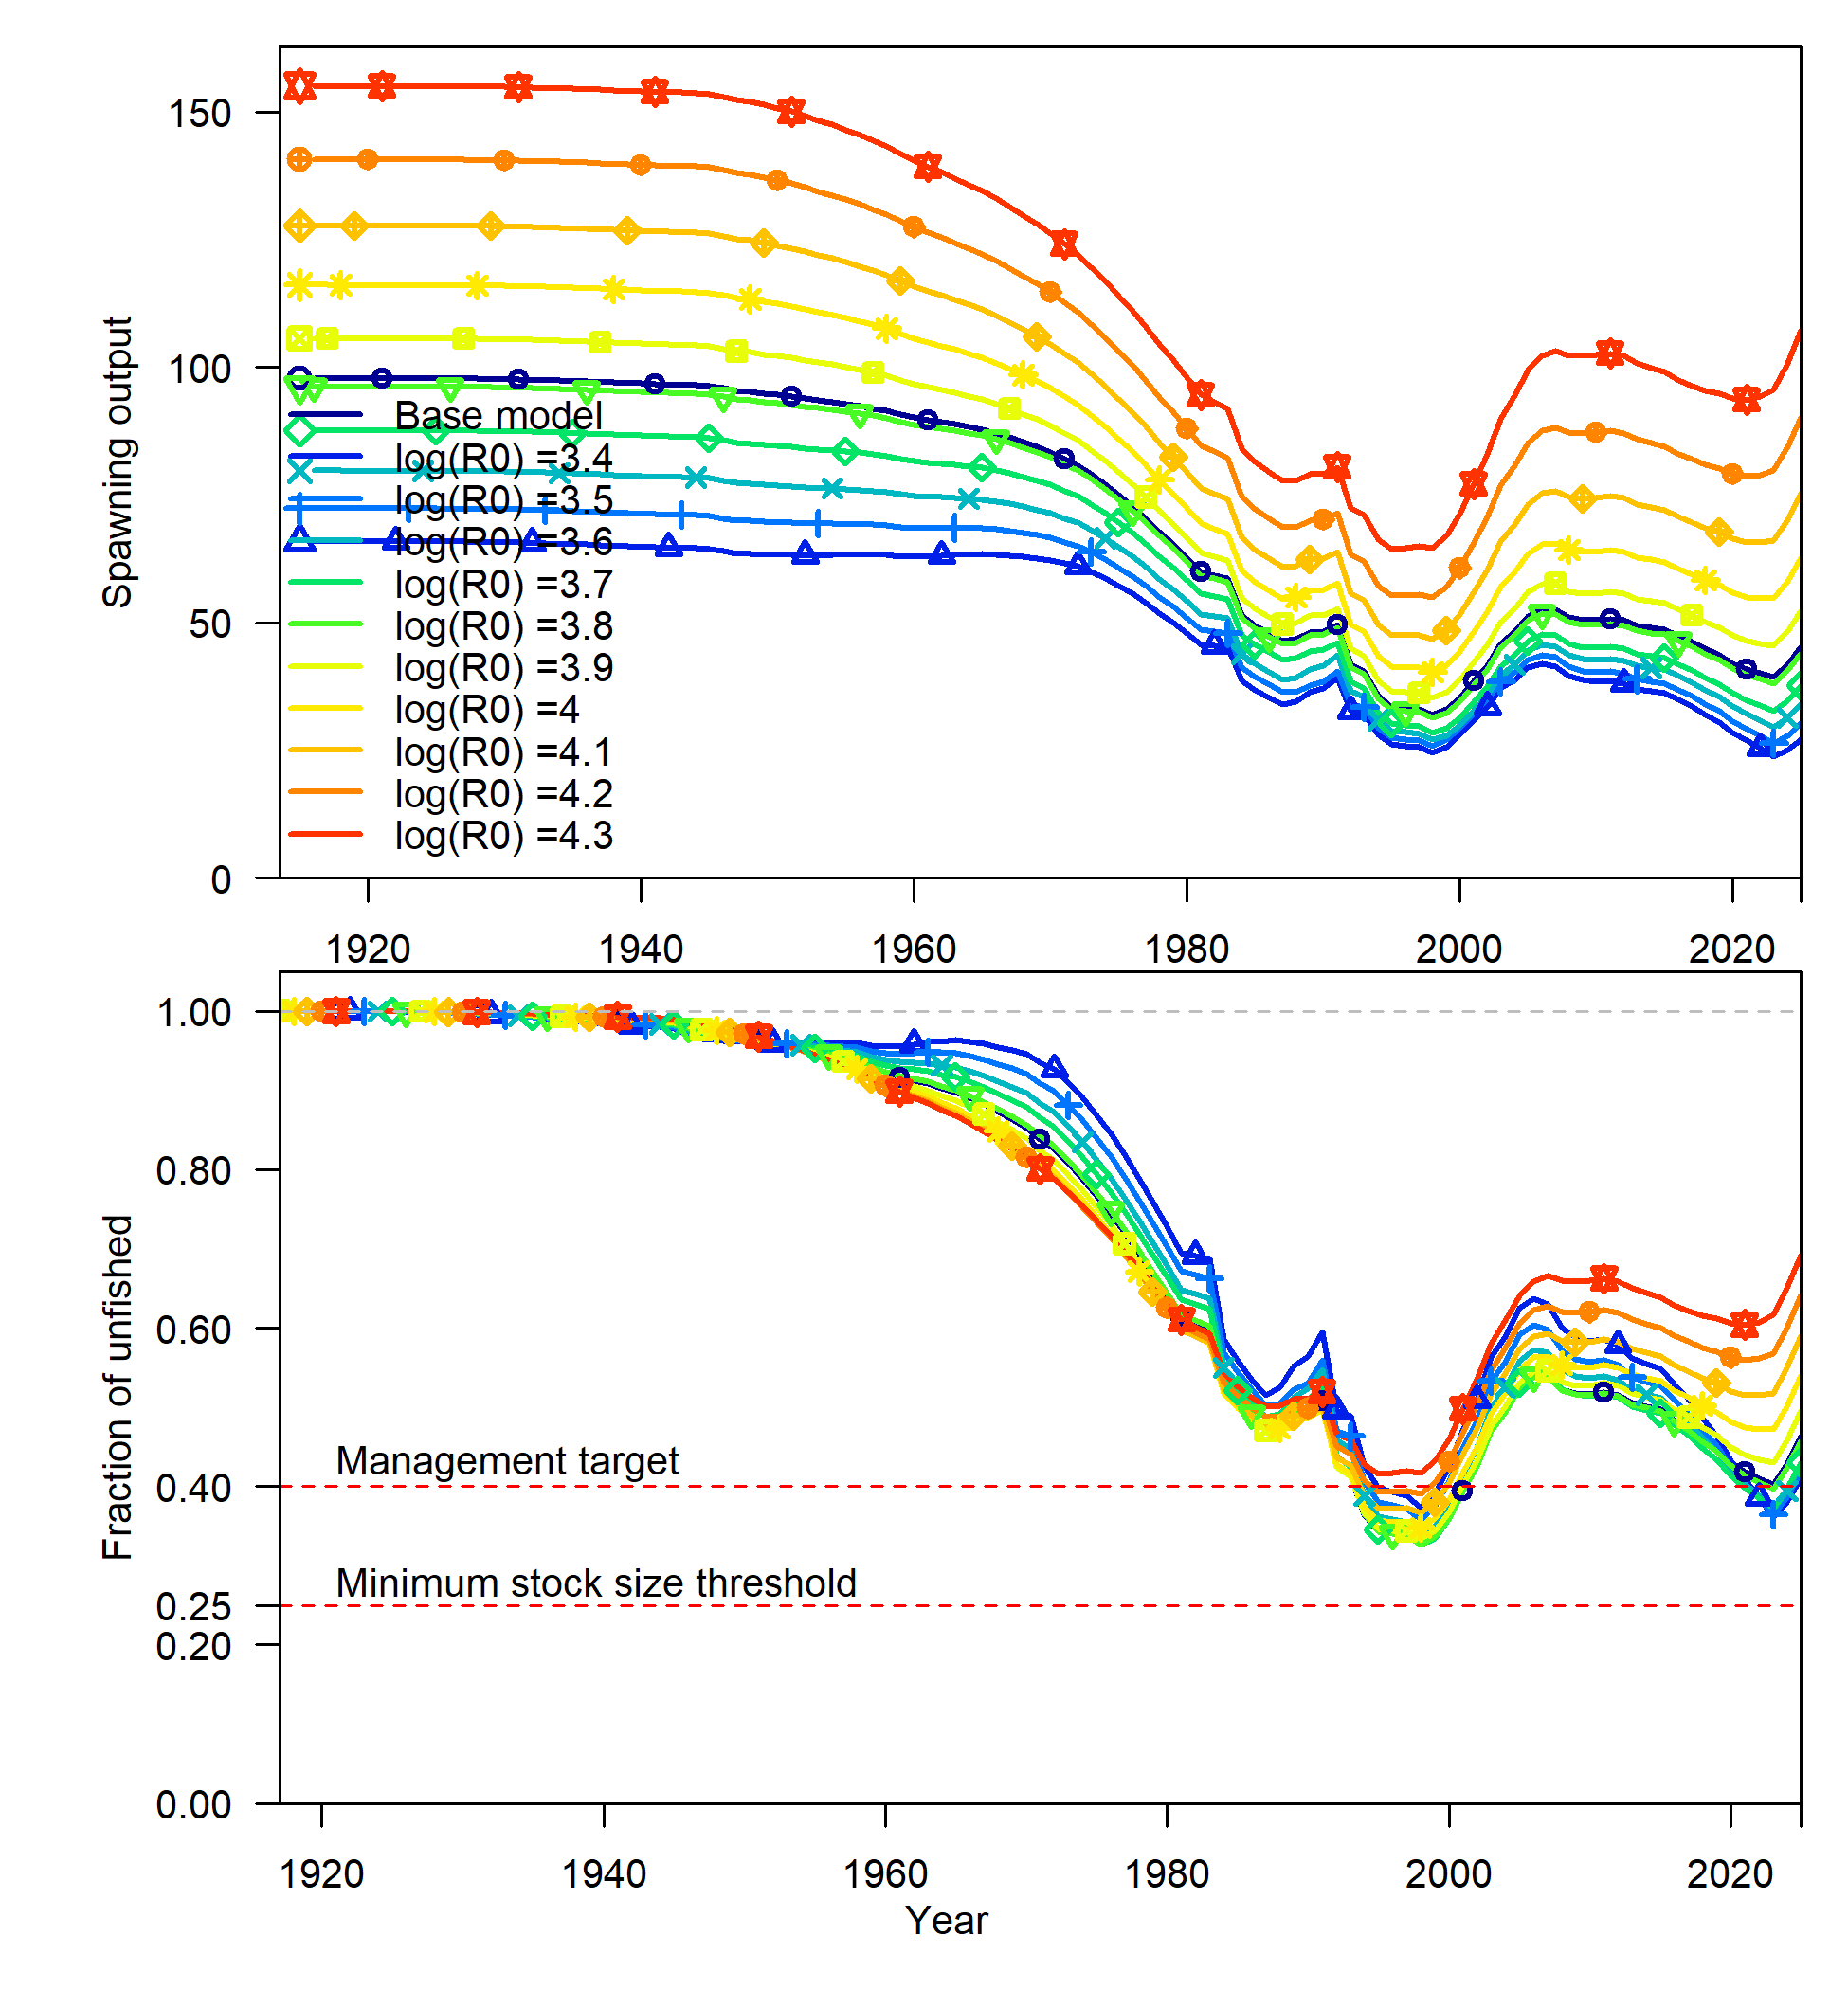 150
100
50
0
Spawning output
Base model
log(R0) =3.4
log(R0) =3.5
log(R0) =3.6
log(R0) =3.7
log(R0) =3.8
log(R0) =3.9
log(R0) =4
log(R0) =4.1
log(R0) =4.2
log(R0) =4.3
1920 1940 1960 1980 2000 2020
1.00
0.80
0.60
0.40
0.25
0.20
0.00
Fraction of unfished
Management target
Minimum stock size threshold
1920 1940 1960 1980 2000 2020
Year